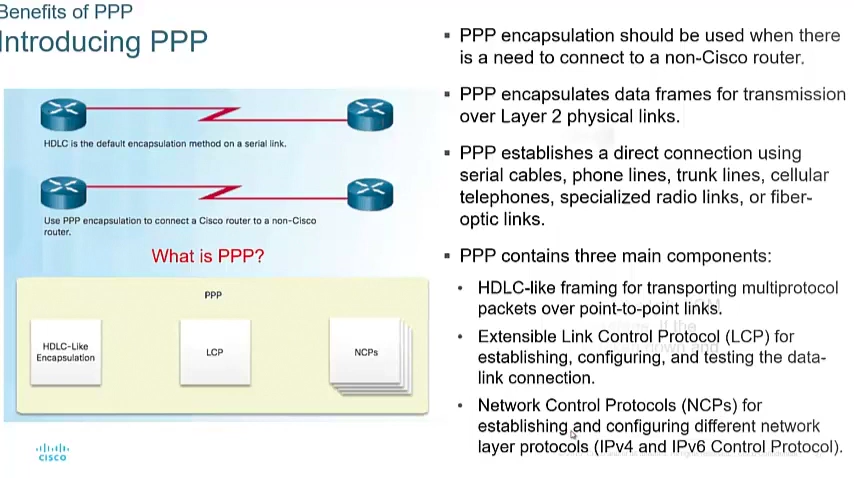 Benefits of PPP
Introducing PPP
HDLC is the default encapsulation method on a serial link.
Use PPP encapsulation to connect a Cisco router to a non-Cisco
router.
What is PPP?
PPP
HDLC-Like
Encapsulation
LCP
NCPs
CISCO
▪ PPP encapsulation should be used when there
is a need to connect to a non-Cisco router.
▪ PPP encapsulates data frames for transmission
over Layer 2 physical links.
▪ PPP establishes a direct connection using
serial cables, phone lines, trunk lines, cellular
telephones, specialized radio links, or fiber-
optic links.
▪ PPP contains three main components:
• HDLC-like framing for transporting multiprotocol
packets over point-to-point links.
• Extensible Link Control Protocol (LCP) for
establishing, configuring, and testing the data-
link connection.
• Network Control Protocols (NCPs) for
establishing and configuring different network
layer protocols (IPv4 and IPv6 Control Protocol).